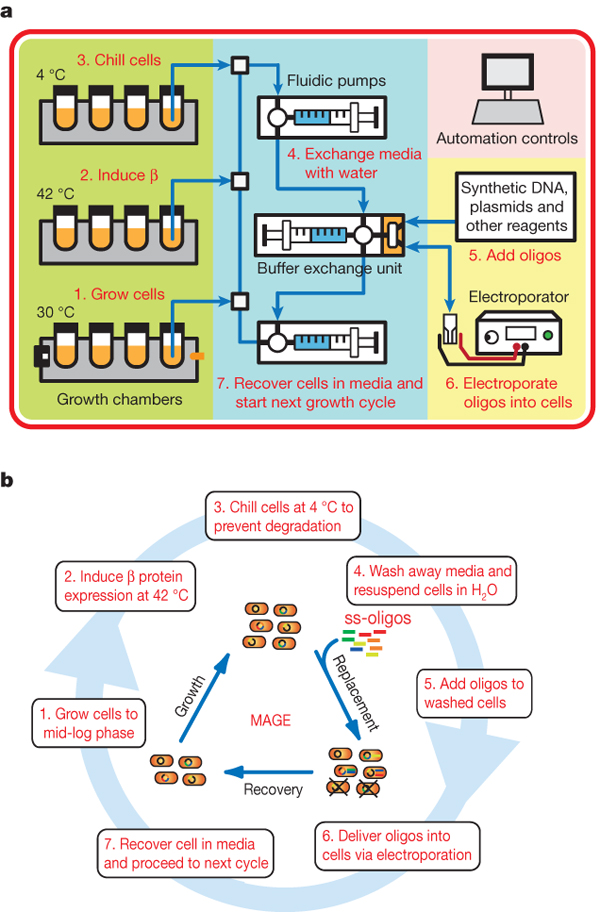 a
3. Chill cells
4 °C
Fluidic pumps
Automation controls
4. Exchange media
with water
2. Induce β
42 °C
Synthetic DNA,
plasmids and
other reagents
Buffer exchange unit
5. Add oligos
1. Grow cells
30 °C
Electroporator
Growth chambers
7. Recover cells in media and
start next growth cycle
6. Electroporate
oligos into cells
b
3. Chill cells at 4 °C to
prevent degradation
2. Induce β protein
expression at 42 °C
4. Wash away media and
resuspend cells in H₂O
ss-oligos
Growth
Replacement
5. Add oligos to
washed cells
1. Grow cells to
mid-log phase
MAGE
Recovery
7. Recover cell in media
and proceed to next cycle
6. Deliver oligos into
cells via electroporation